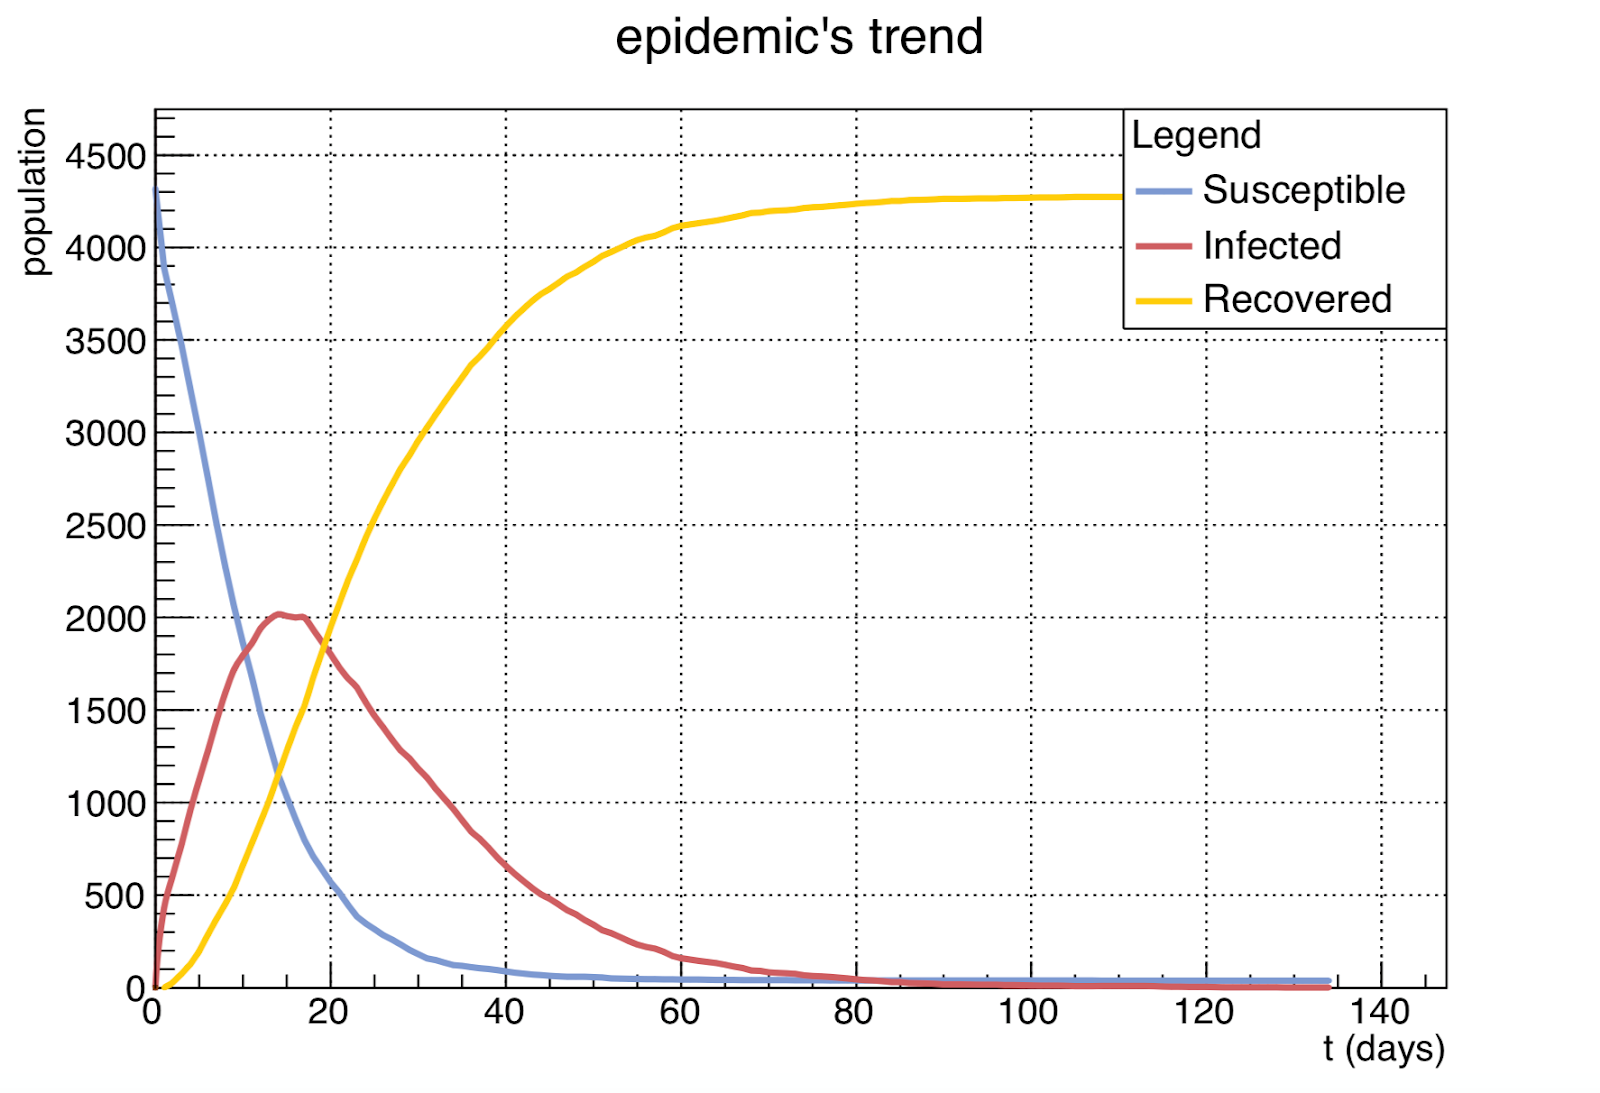 epidemic's trend
population
4500
4000
3500
3000
2500
2000
1500
1000
500
0
Legend
Susceptible
Infected
Recovered
0 20 40 60 80 100 120 140
t (days)